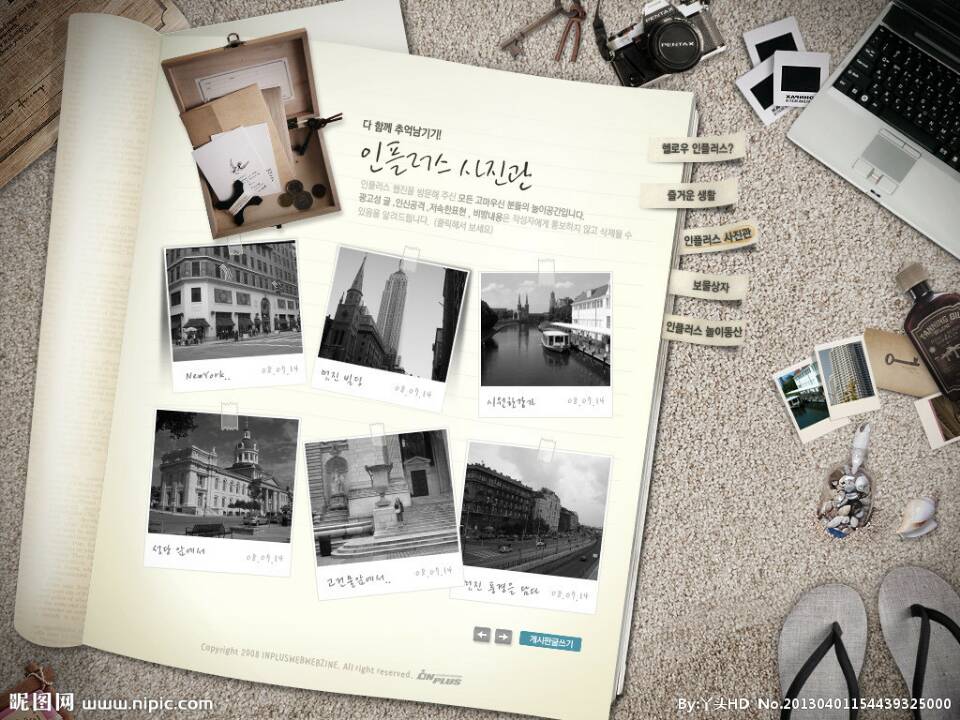 다 함께 추억남기기!
인플러스 사진관
인플러스 웹진을 방문해 주신 모든 고마우신 분들의 놀이공간입니다.
광고성 글, 인신공격, 저속한표현, 비방내용은 작성자에게 통보하지 않고 삭제될 수
있음을 알려드립니다. (클릭해서 보세요)
헬로우 인플러스?
즐거운 생활
인플러스 사진관
보물상자
인플러스 놀이동산
PENTAX
PENTAX
NewYork..
08.09.14
멋진 빌딩
08.09.14
시원한강가
08.09.14
성당 앞에서
08.09.14
고건물앞에서..
08.09.14
멋진 풍경을 담다
08.09.14
게시판글쓰기
Copyright 2008 INPLUSWEBWEBZINE. All right reserved.
INPLUS
昵图网 www.nipic.com
By:丫头HD No.20130401154439325000